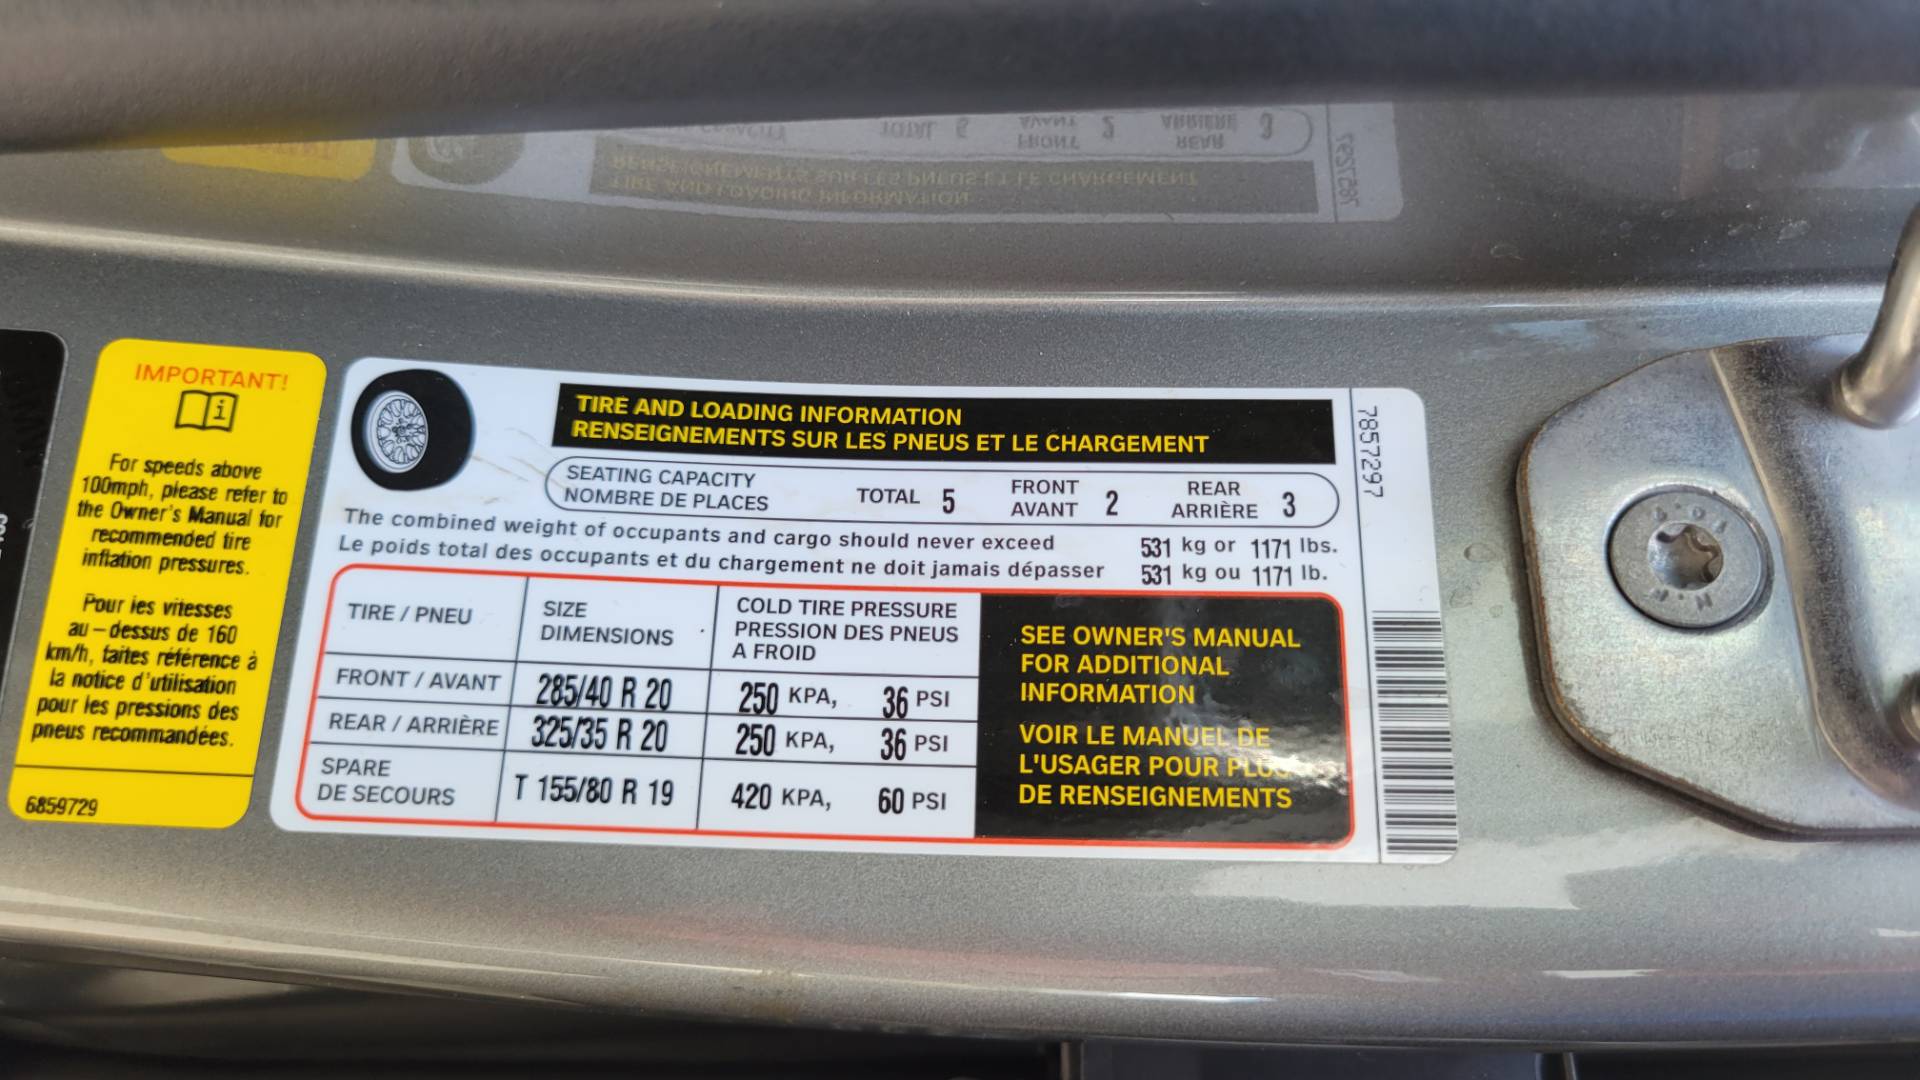 IMPORTANT!
For speeds above
100mph, please refer to
the Owner's Manual for
recommended tire
inflation pressures.
Pour les vitesses
au-dessus de 160
km/h, faites référence à
la notice d'utilisation
pour les pressions des
pneus recommandées.
6859729
TIRE AND LOADING INFORMATION
RENSEIGNEMENTS SUR LES PNEUS ET LE CHARGEMENT
SEATING CAPACITY
NOMBRE DE PLACES
TOTAL 5
FRONT
AVANT 2
REAR
ARRIÈRE 3
The combined weight of occupants and cargo should never exceed 531 kg or 1171 lbs.
Le poids total des occupants et du chargement ne doit jamais dépasser 531 kg ou 1171 lb.
TIRE / PNEU
SIZE
DIMENSIONS
COLD TIRE PRESSURE
PRESSION DES PNEUS
A FROID
FRONT / AVANT 285/40 R 20 250 KPA, 36 PSI
REAR / ARRIÈRE 325/35 R 20 250 KPA, 36 PSI
SPARE
DE SECOURS T 155/80 R 19 420 KPA, 60 PSI
SEE OWNER'S MANUAL
FOR ADDITIONAL
INFORMATION
VOIR LE MANUEL DE
L'USAGER POUR PLUS
DE RENSEIGNEMENTS
7857297